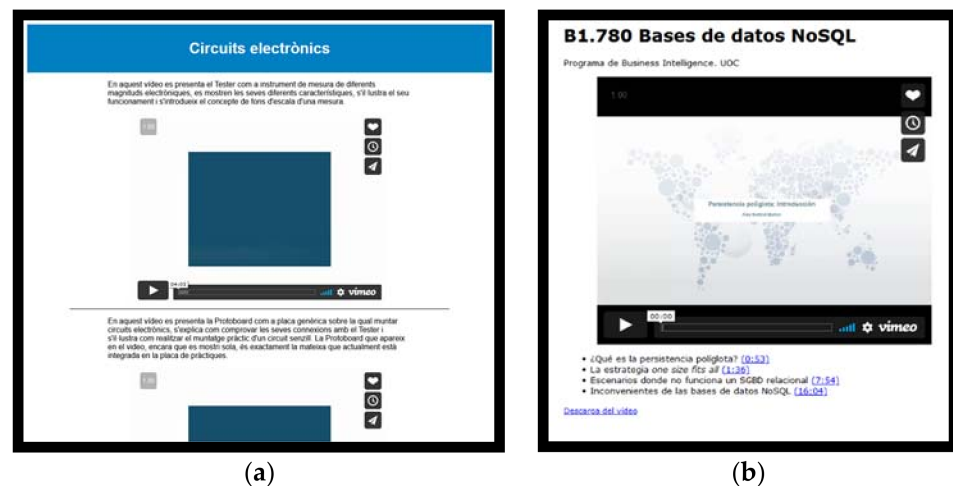 Circuits electrònics
En aquest vídeo es presenta el Tester com a instrument de mesura de diferents
magnituds electròniques, es mostren les seves diferents característiques, s'il lustra el seu
funcionament i s'introdueix el concepte de fons d'escala d'una mesura.
1:00
vimeo
En aquest vídeo es presenta la Protoboard com a placa genèrica sobre la qual muntar
circuits electrònics, s'explica com comprovar les seves connexions amb el Tester i
s'il lustra com realitzar el muntatge pràctic d'un circuit senzill. La Protoboard que apareix
en el video, encara que es mostri sola, és exactament la mateixa que actualment està
integrada en la placa de pràctiques.
1:00
(a)
B1.780 Bases de datos NoSQL
Programa de Business Intelligence. UOC
1:00
Persistencia políglota: Introducción
00:00
vimeo
• ¿Qué es la persistencia políglota? (0:53)
• La estrategia one size fits all (1:36)
• Escenarios donde no funciona un SGBD relacional (7:54)
• Inconvenientes de las bases de datos NoSQL (16:04)
Descarga del vídeo
(b)